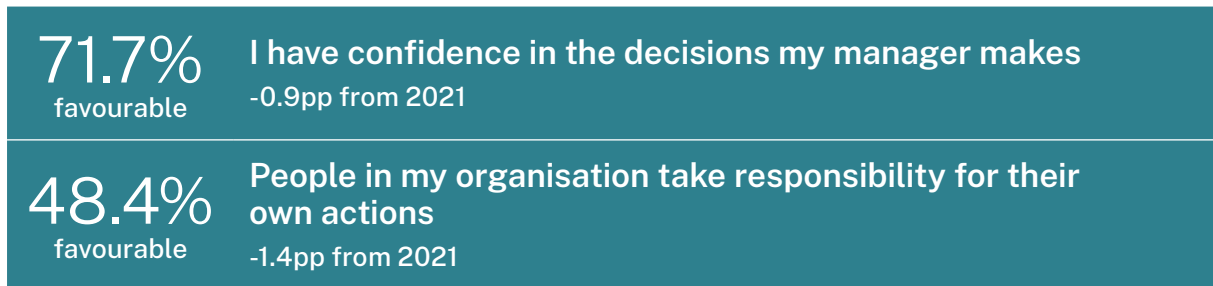 71.7%
favourable
I have confidence in the decisions my manager makes
-0.9pp from 2021
48.4%
favourable
People in my organisation take responsibility for their
own actions
-1.4pp from 2021